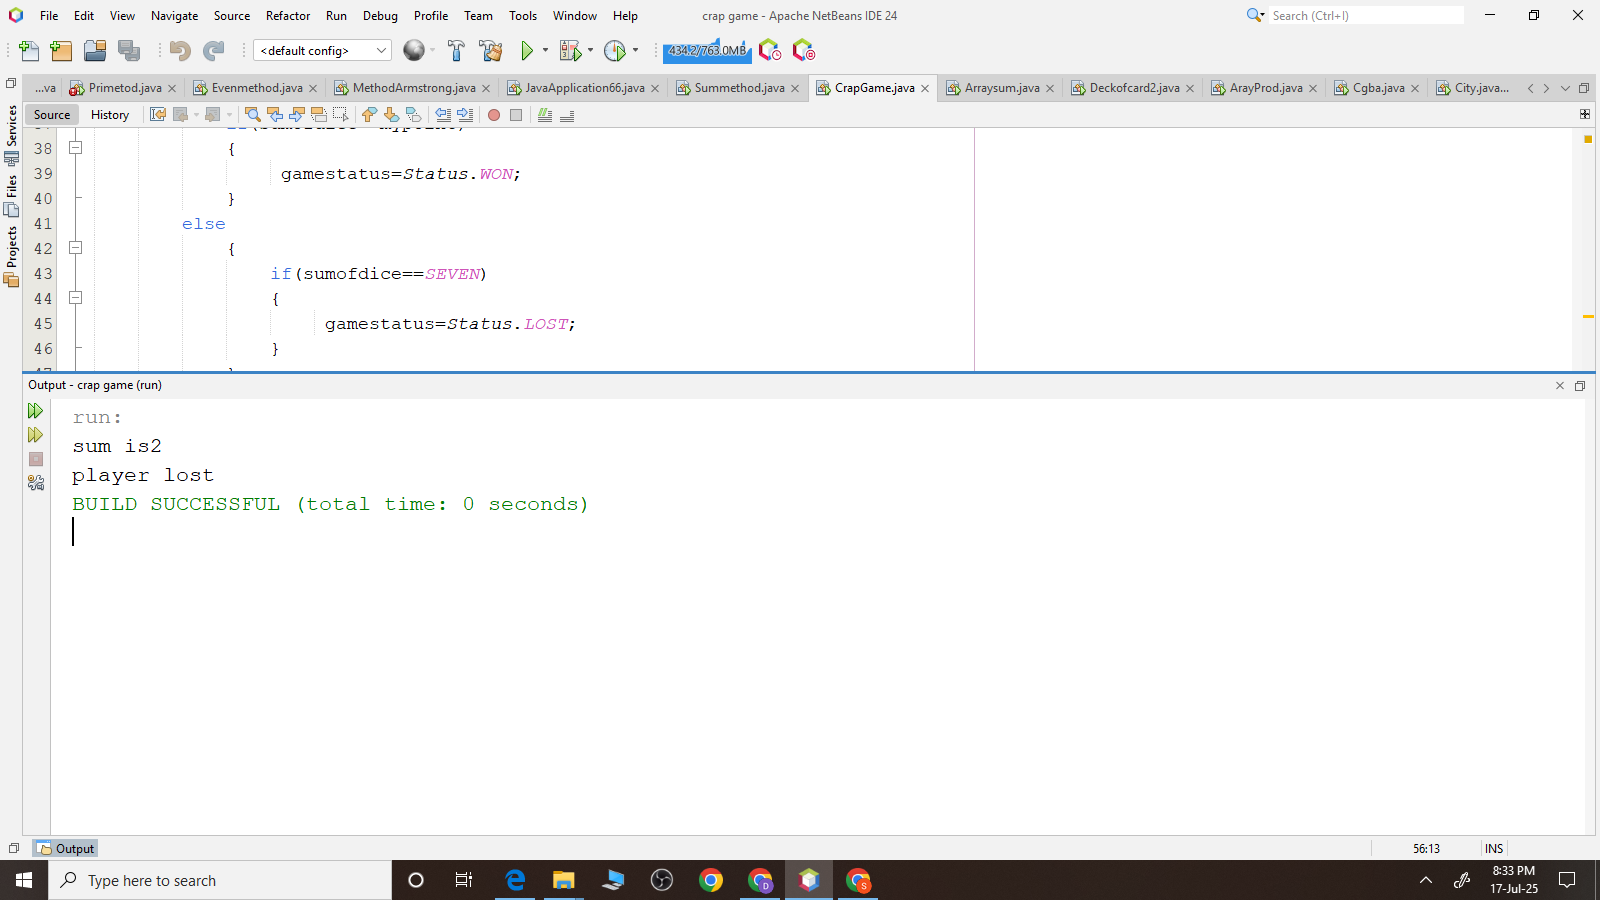 File Edit View Navigate Source Refactor Run Debug Profile Team Tools Window Help crap game - Apache NetBeans IDE 24 Search (Ctrl+I)
<default config> 434.2/763.0MB
...va Primetod.java Evenmethod.java MethodArmstrong.java JavaApplication66.java Summethod.java CrapGame.java Arraysum.java Deckofcard2.java ArayProd.java Cgba.java City.java...
Source History
Services
Files
Projects
38 {
39 gamestatus=Status.WON;
40 }
41 else
42 {
43 if(sumofdice==SEVEN)
44 {
45 gamestatus=Status.LOST;
46 }
Output - crap game (run)
run:
sum is2
player lost
BUILD SUCCESSFUL (total time: 0 seconds)
Output 56:13 INS
Type here to search
8:33 PM
17-Jul-25